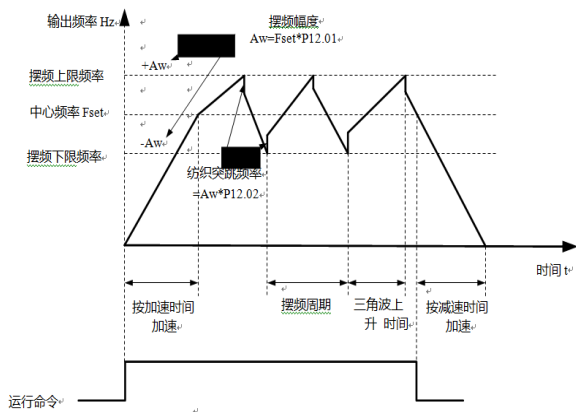 输出频率 Hz
摆频幅度
Aw=Fset*P12.01
+Aw
摆频上限频率
中心频率 Fset
-Aw
摆频下限频率
纺织突跳频率
=Aw*P12.02
时间 t
按加速时间
加速
摆频周期
三角波上
升 时间
按减速时间
加速
运行命令